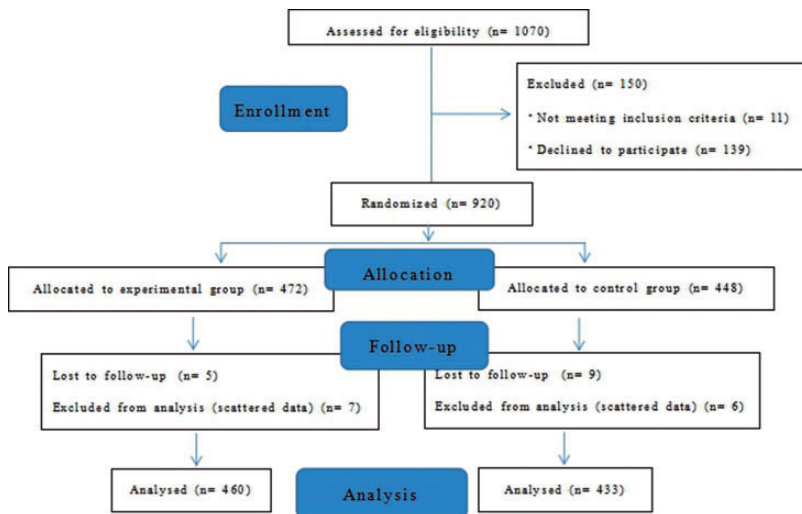 Assessed for eligibility (n= 1070)
Enrollment
Excluded (n= 150)
* Not meeting inclusion criteria (n= 11)
* Declined to participate (n= 139)
Randomized (n= 920)
Allocation
Allocated to experimental group (n= 472)
Allocated to control group (n= 448)
Follow-up
Lost to follow-up (n= 5)
Excluded from analysis (scattered data) (n= 7)
Lost to follow-up (n= 9)
Excluded from analysis (scattered data) (n= 6)
Analysed (n= 460)
Analysis
Analysed (n= 433)